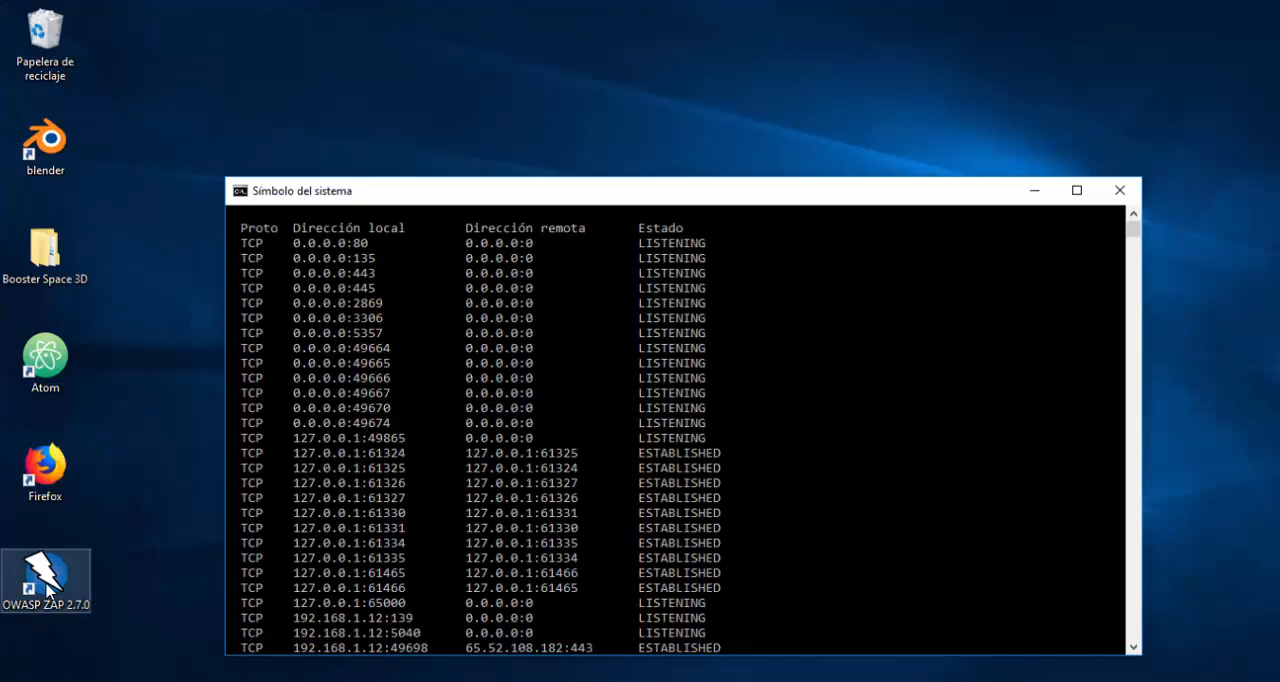 Papelera de
reciclaje
blender
Booster Space 3D
Atom
Firefox
OWASP ZAP 2.7.0
Símbolo del sistema
Proto Dirección local Dirección remota Estado
TCP 0.0.0.0:80 0.0.0.0:0 LISTENING
TCP 0.0.0.0:135 0.0.0.0:0 LISTENING
TCP 0.0.0.0:443 0.0.0.0:0 LISTENING
TCP 0.0.0.0:445 0.0.0.0:0 LISTENING
TCP 0.0.0.0:2869 0.0.0.0:0 LISTENING
TCP 0.0.0.0:3306 0.0.0.0:0 LISTENING
TCP 0.0.0.0:5357 0.0.0.0:0 LISTENING
TCP 0.0.0.0:49664 0.0.0.0:0 LISTENING
TCP 0.0.0.0:49665 0.0.0.0:0 LISTENING
TCP 0.0.0.0:49666 0.0.0.0:0 LISTENING
TCP 0.0.0.0:49667 0.0.0.0:0 LISTENING
TCP 0.0.0.0:49670 0.0.0.0:0 LISTENING
TCP 0.0.0.0:49674 0.0.0.0:0 LISTENING
TCP 127.0.0.1:49865 0.0.0.0:0 LISTENING
TCP 127.0.0.1:61324 127.0.0.1:61325 ESTABLISHED
TCP 127.0.0.1:61325 127.0.0.1:61324 ESTABLISHED
TCP 127.0.0.1:61326 127.0.0.1:61327 ESTABLISHED
TCP 127.0.0.1:61327 127.0.0.1:61326 ESTABLISHED
TCP 127.0.0.1:61330 127.0.0.1:61331 ESTABLISHED
TCP 127.0.0.1:61331 127.0.0.1:61330 ESTABLISHED
TCP 127.0.0.1:61334 127.0.0.1:61335 ESTABLISHED
TCP 127.0.0.1:61335 127.0.0.1:61334 ESTABLISHED
TCP 127.0.0.1:61465 127.0.0.1:61466 ESTABLISHED
TCP 127.0.0.1:61466 127.0.0.1:61465 ESTABLISHED
TCP 127.0.0.1:65000 0.0.0.0:0 LISTENING
TCP 192.168.1.12:139 0.0.0.0:0 LISTENING
TCP 192.168.1.12:5040 0.0.0.0:0 LISTENING
TCP 192.168.1.12:49698 65.52.108.182:443 ESTABLISHED